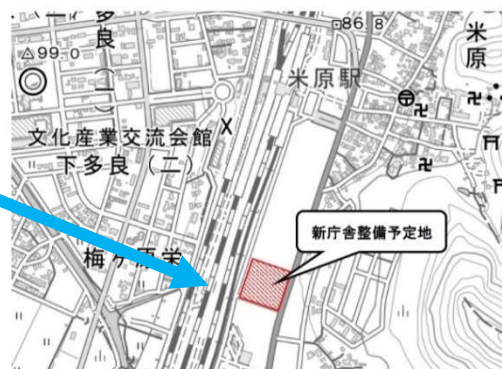 多良（一）
△99.0
86.8
米原駅
米原
文化産業交流会館
下多良（二）
新庁舎整備予定地
梅ヶ原栄